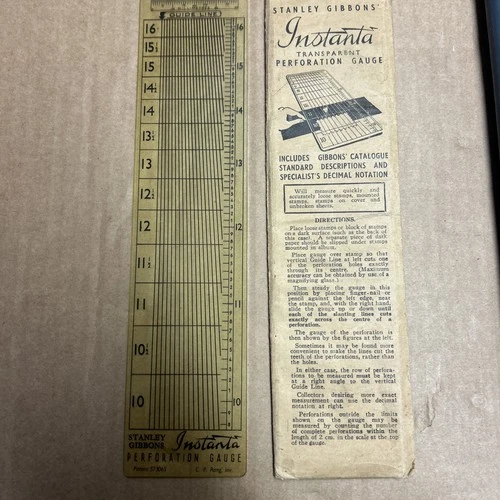 GUIDE LINE
16
15½
15
14½
14
13½
13
12½
12
11½
11
10½
10
16
15
14
13
12
11
10
STANLEY
GIBBONS
Instanta
PERFORATION GAUGE
STANLEY GIBBONS'
Instanta
TRANSPARENT
PERFORATION GAUGE
INCLUDES GIBBONS' CATALOGUE
STANDARD DESCRIPTIONS AND
SPECIALIST'S DECIMAL NOTATION
Will measure quickly and
accurately loose stamps, mounted
stamps, stamps on cover and
unbroken sheets.
DIRECTIONS.
Place loose stamps or block of stamps
on a dark surface (such as the back of
this case). A separate piece of dark
paper should be slipped under stamps
mounted in album.
Place gauge over stamp so that
vertical Guide Line at left cuts one
of the perforation holes exactly
through its centre. (Maximum
accuracy can be obtained by use of a
magnifying glass.)
Then steady the gauge in this
position by placing finger-nail or
pencil against the left edge, near
the stamp, and, with the right hand,
slide the gauge up or down until
each of the slanting lines cuts
exactly across the centre of a
perforation.
The gauge of the perforation is
then shown by the figures at the left.
Sometimes it may be found more
convenient to make the lines cut the
teeth of the perforations, rather than
the holes.
In either case, the row of perfora-
tions to be measured must be kept
at a right angle to the vertical
Guide Line.
Collectors desiring more exact
measurement can use the decimal
notation at right.
Perforations outside the limits
shown on the gauge may be
measured by counting the number
of complete perforations within the
length of 2 cm. in the scale at the top
of the gauge.